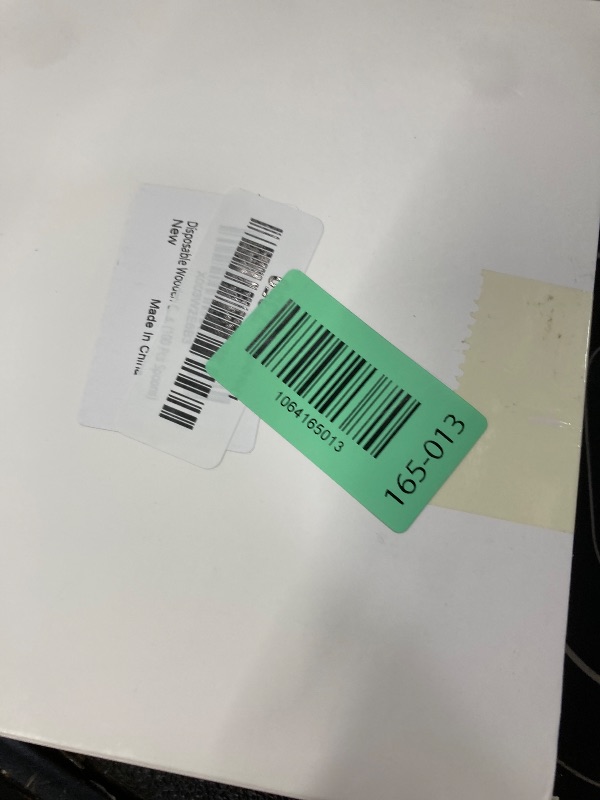 Disposable Wooden
New
Made In China
1064165013
165-013